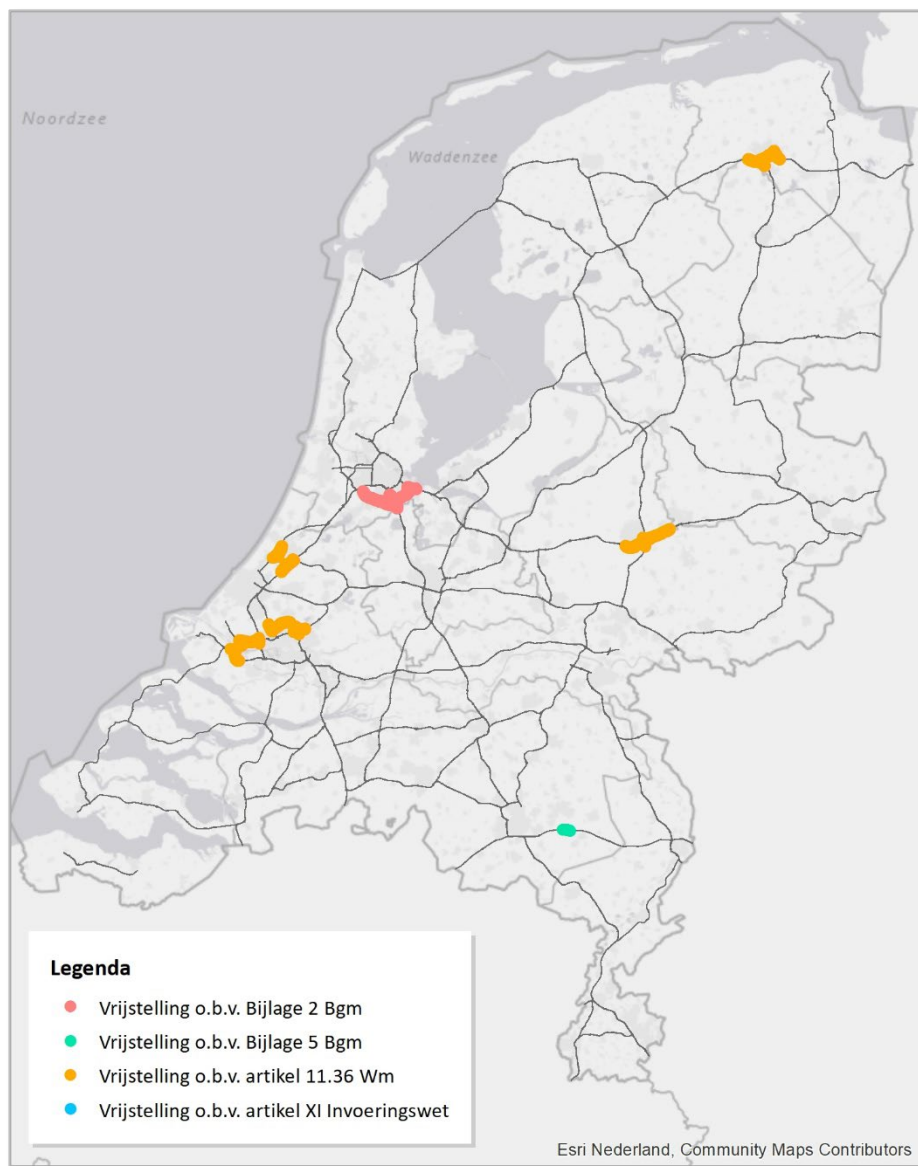 Noordzee
Waddenzee
Legenda
Vrijstelling o.b.v. Bijlage 2 Bgm
Vrijstelling o.b.v. Bijlage 5 Bgm
Vrijstelling o.b.v. artikel 11.36 Wm
Vrijstelling o.b.v. artikel XI Invoeringswet
Esri Nederland, Community Maps Contributors